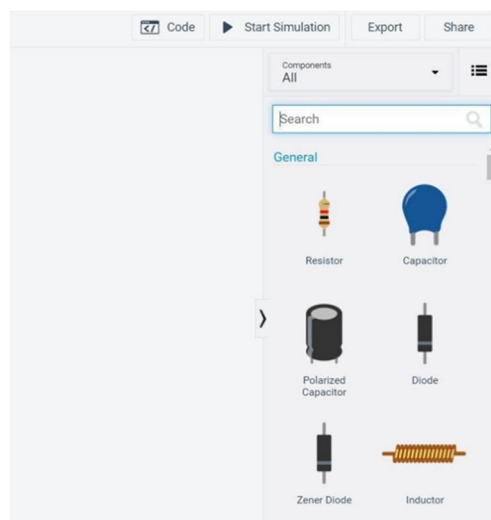 Code
Start Simulation
Export
Share
Components
All
Search
General
Resistor
Capacitor
Polarized
Capacitor
Diode
Zener Diode
Inductor